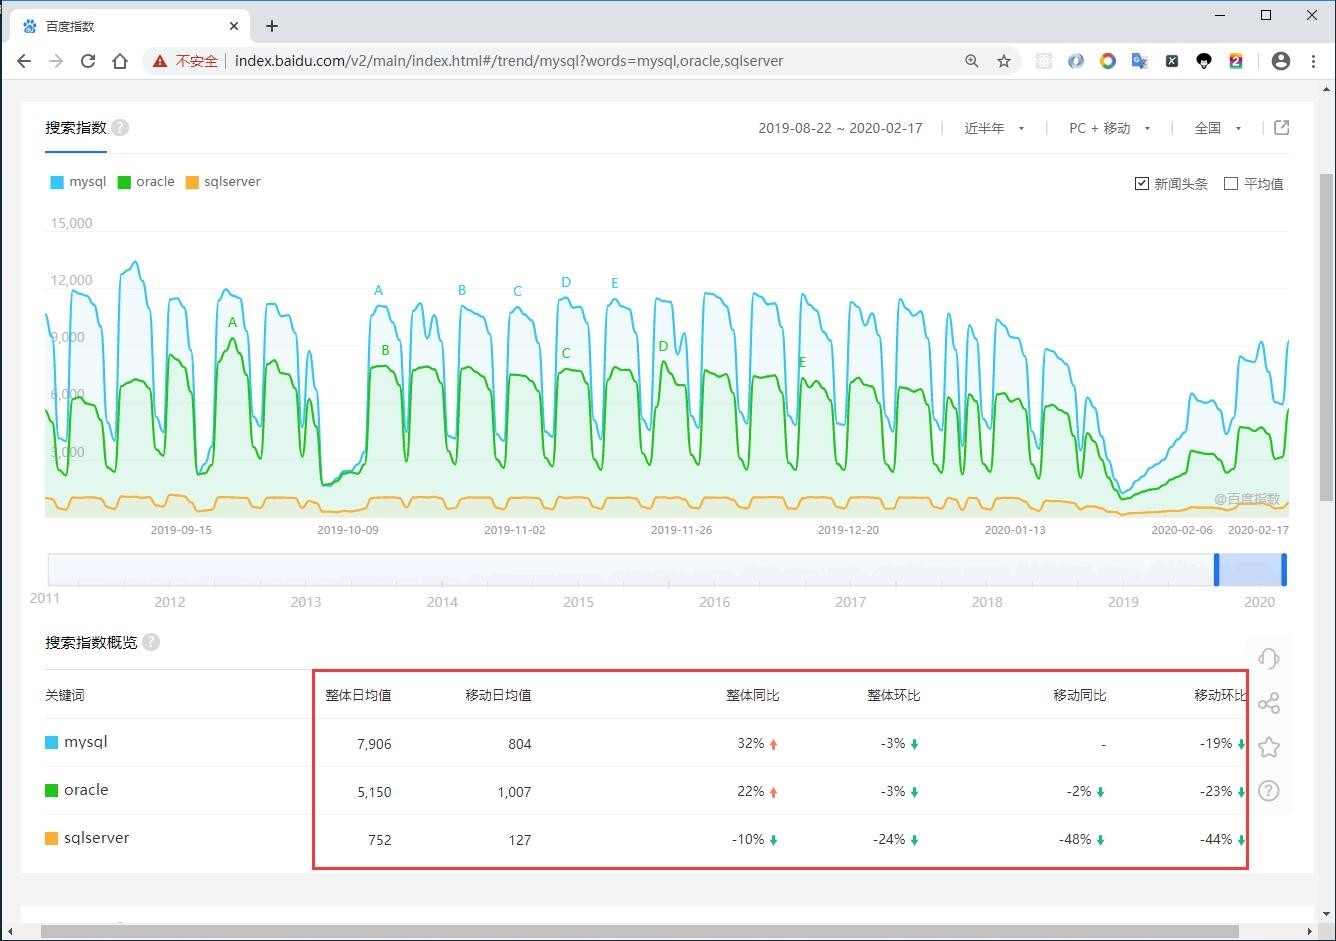 百度指数
不安全 index.baidu.com/v2/main/index.html#/trend/mysql?words=mysql,oracle,sqlserver
搜索指数 ?
2019-08-22 ~ 2020-02-17 近半年 PC + 移动 全国
mysql oracle sqlserver
新闻头条 平均值
15,000
12,000
9,000
6,000
3,000
A B C D E
A B C D E
@百度指数
2019-09-15 2019-10-09 2019-11-02 2019-11-26 2019-12-20 2020-01-13 2020-02-06 2020-02-17
2011 2012 2013 2014 2015 2016 2017 2018 2019 2020
搜索指数概览 ?
关键词 整体日均值 移动日均值 整体同比 整体环比 移动同比 移动环比
mysql 7,906 804 32% -3% - -19%
oracle 5,150 1,007 22% -3% -2% -23%
sqlserver 752 127 -10% -24% -48% -44%